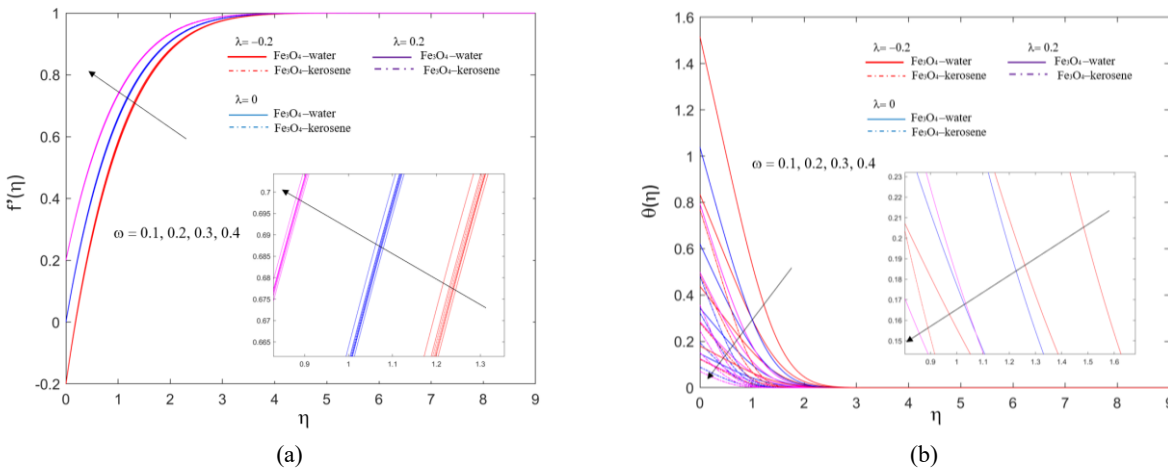 λ= −0.2
Fe₃O₄–water
Fe₃O₄–kerosene
λ= 0.2
Fe₃O₄–water
Fe₃O₄–kerosene
λ= 0
Fe₃O₄–water
Fe₃O₄–kerosene
ω = 0.1, 0.2, 0.3, 0.4
f'(η)
1
0.8
0.6
0.4
0.2
0
-0.2
0 1 2 3 4 5 6 7 8 9
η
0.7
0.695
0.69
0.685
0.68
0.675
0.67
0.665
0.9 1 1.1 1.2 1.3
(a)
λ= −0.2
Fe₃O₄–water
Fe₃O₄–kerosene
λ= 0.2
Fe₃O₄–water
Fe₃O₄–kerosene
λ= 0
Fe₃O₄–water
Fe₃O₄–kerosene
ω = 0.1, 0.2, 0.3, 0.4
θ(η)
1.6
1.4
1.2
1
0.8
0.6
0.4
0.2
0
0 1 2 3 4 5 6 7 8 9
η
0.23
0.22
0.21
0.2
0.19
0.18
0.17
0.16
0.15
0.9 1 1.1 1.2 1.3 1.4 1.5 1.6
(b)